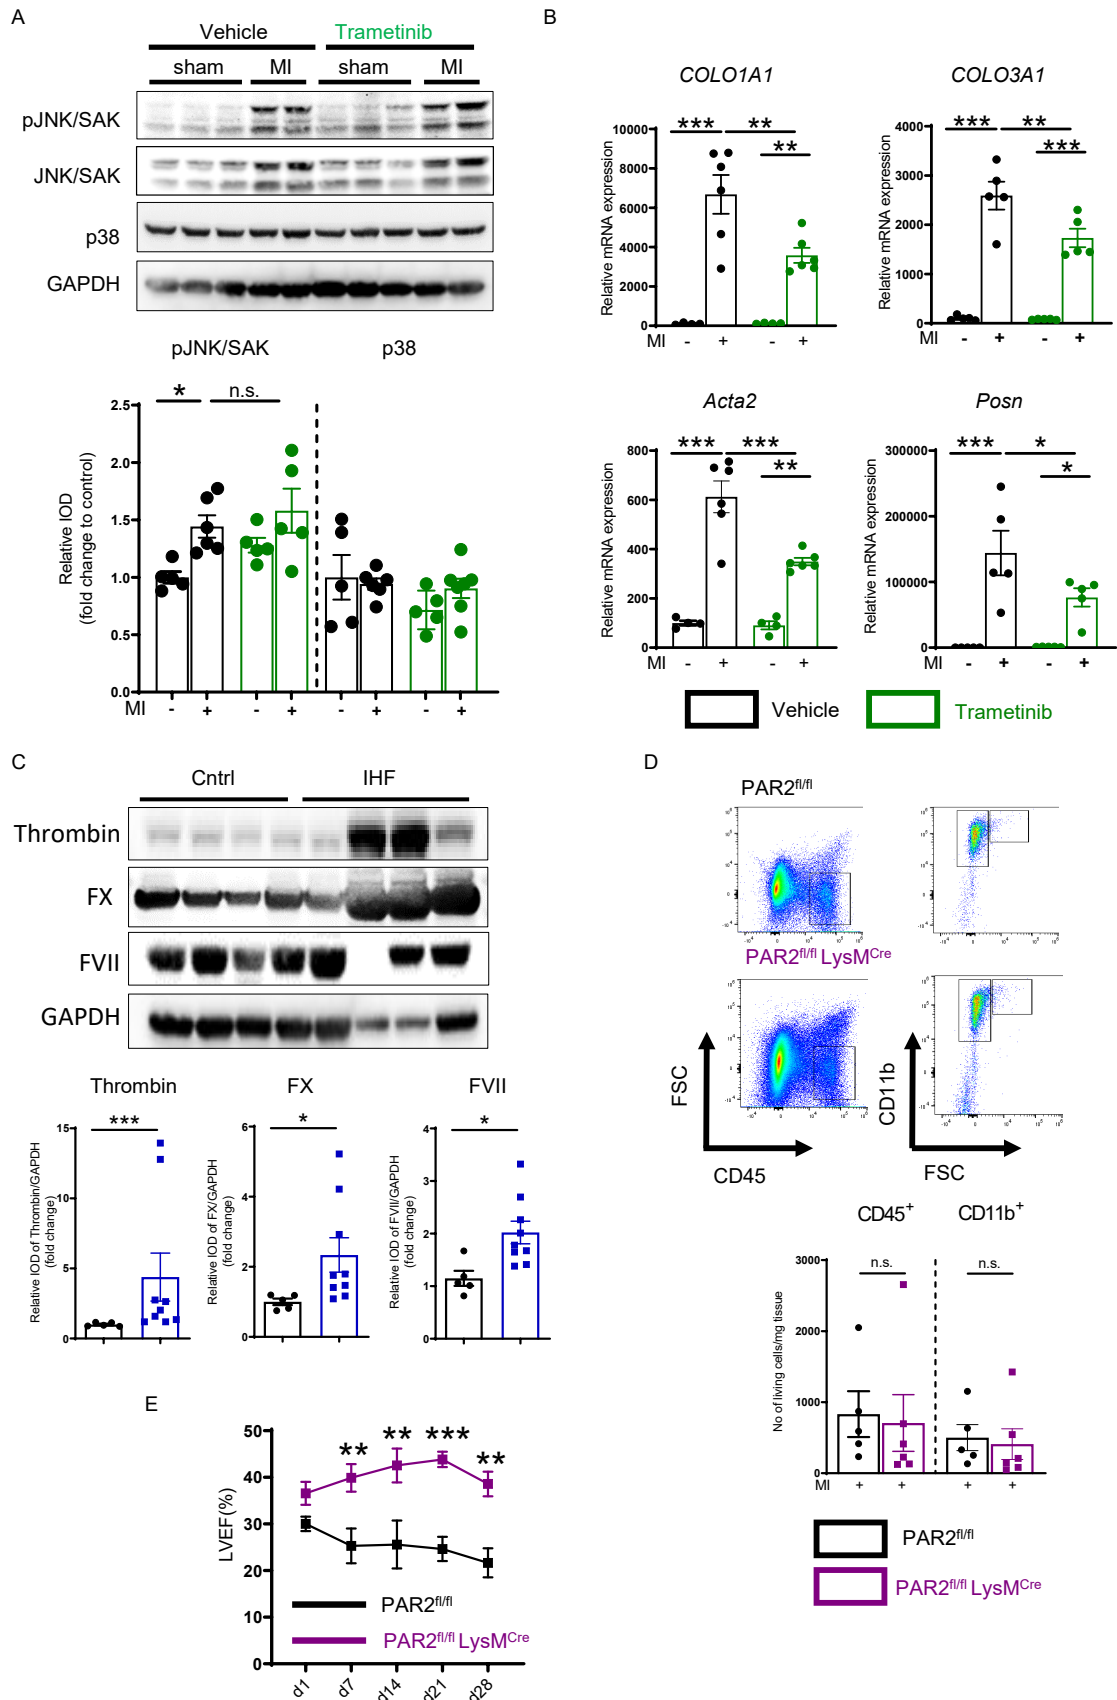 A
Vehicle Trametinib
sham MI sham MI
pJNK/SAK
JNK/SAK
p38
GAPDH
pJNK/SAK p38
* n.s.
Relative IOD
(fold change to control)
2.5
2.0
1.5
1.0
0.5
0.0
MI - + - + - + - +
B
COLO1A1
*** **
**
Relative mRNA expression
10000
8000
6000
4000
2000
0
MI - + - +
COLO3A1
*** **
***
Relative mRNA expression
4000
3000
2000
1000
0
MI - + - +
Acta2
*** ***
**
Relative mRNA expression
800
600
400
200
0
MI - + - +
Posn
*** *
*
Relative mRNA expression
300000
200000
100000
0
MI - + - +
Vehicle Trametinib
C
Cntrl IHF
Thrombin
FX
FVII
GAPDH
Thrombin
***
Relative IOD of Thrombin/GAPDH
(fold change)
15
10
5
0
FX
*
Relative IOD of FX/GAPDH
(fold change)
6
4
2
0
FVII
*
Relative IOD of FVII/GAPDH
(fold change)
4
3
2
1
0
D
PAR2fl/fl
PAR2fl/fl LysMCre
FSC
CD45
CD11b
FSC
CD45+ CD11b+
n.s. n.s.
No of living cells/mg tissue
3000
2000
1000
0
MI + + + +
PAR2fl/fl
PAR2fl/fl LysMCre
E
LVEF(%)
50
40
30
20
10
0
** ** *** **
PAR2fl/fl
PAR2fl/fl LysMCre
d1 d7 d14 d21 d28